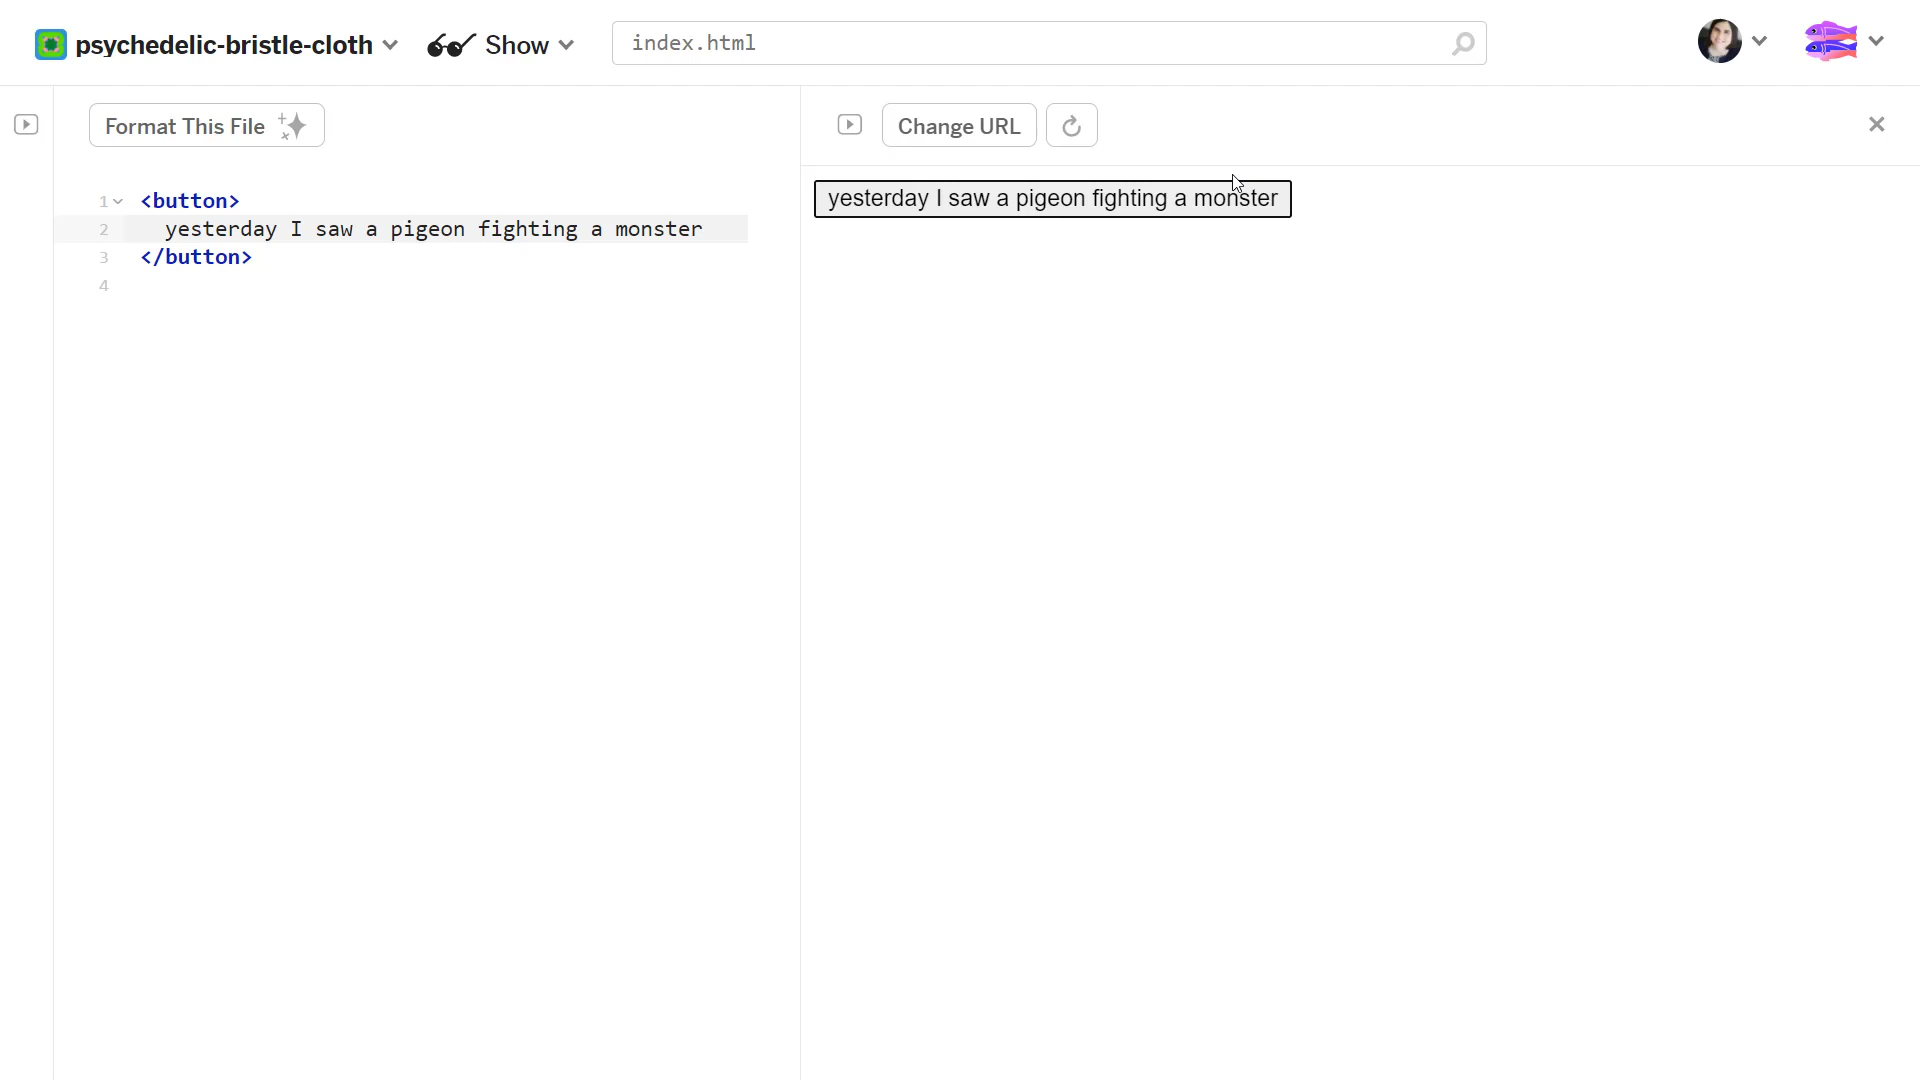 psychedelic-bristle-cloth Show index.html
Format This File
Change URL
1 <button>
2 yesterday I saw a pigeon fighting a monster
3 </button>
4
yesterday I saw a pigeon fighting a monster